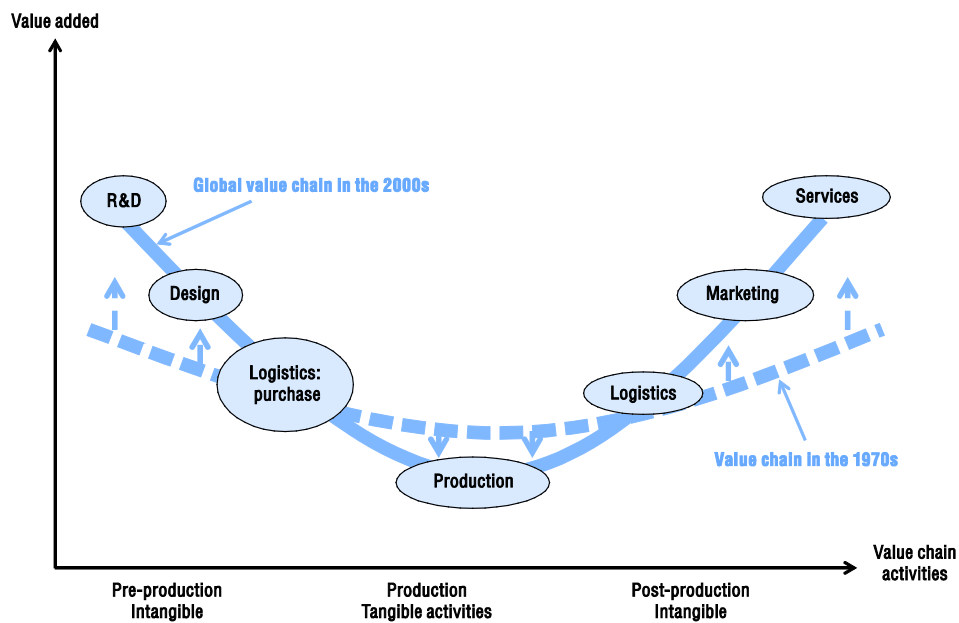 Value added
R&D
Global value chain in the 2000s
Services
Design
Marketing
Logistics:
purchase
Logistics
Value chain in the 1970s
Production
Value chain
activities
Pre-production
Intangible
Production
Tangible activities
Post-production
Intangible